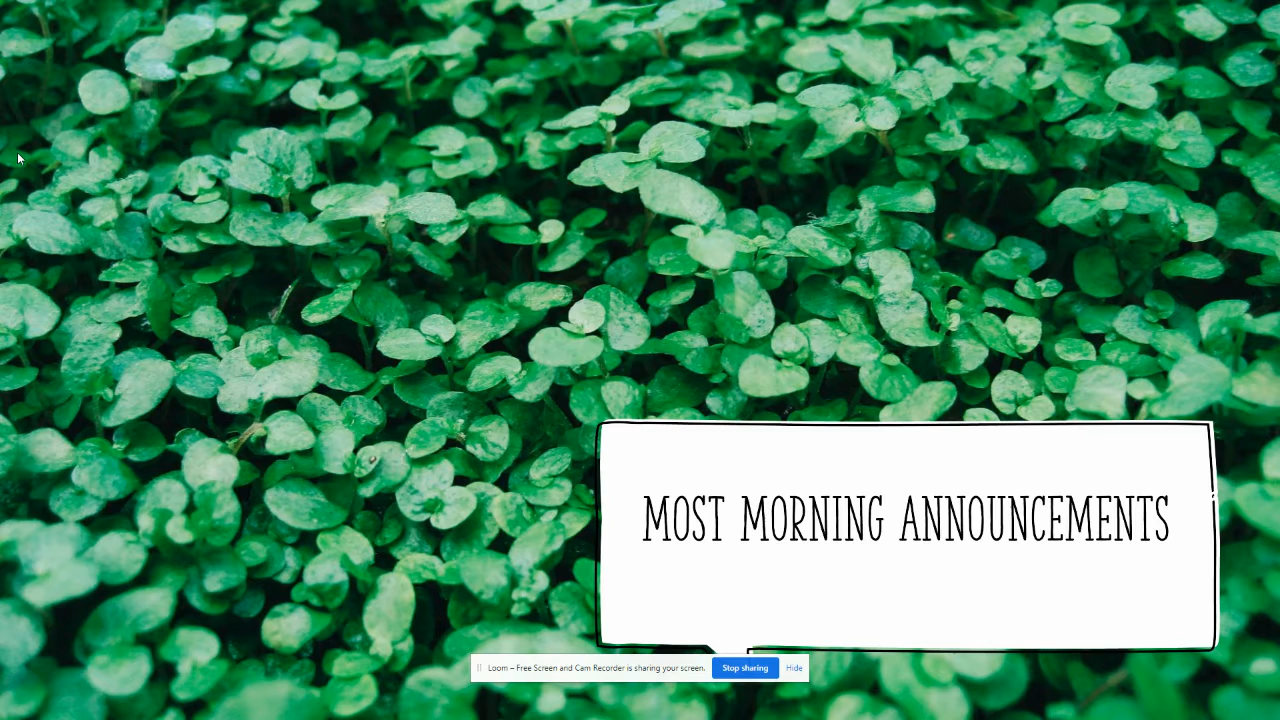 MOST MORNING ANNOUNCEMENTS
Loom – Free Screen and Cam Recorder is sharing your screen. Stop sharing Hide